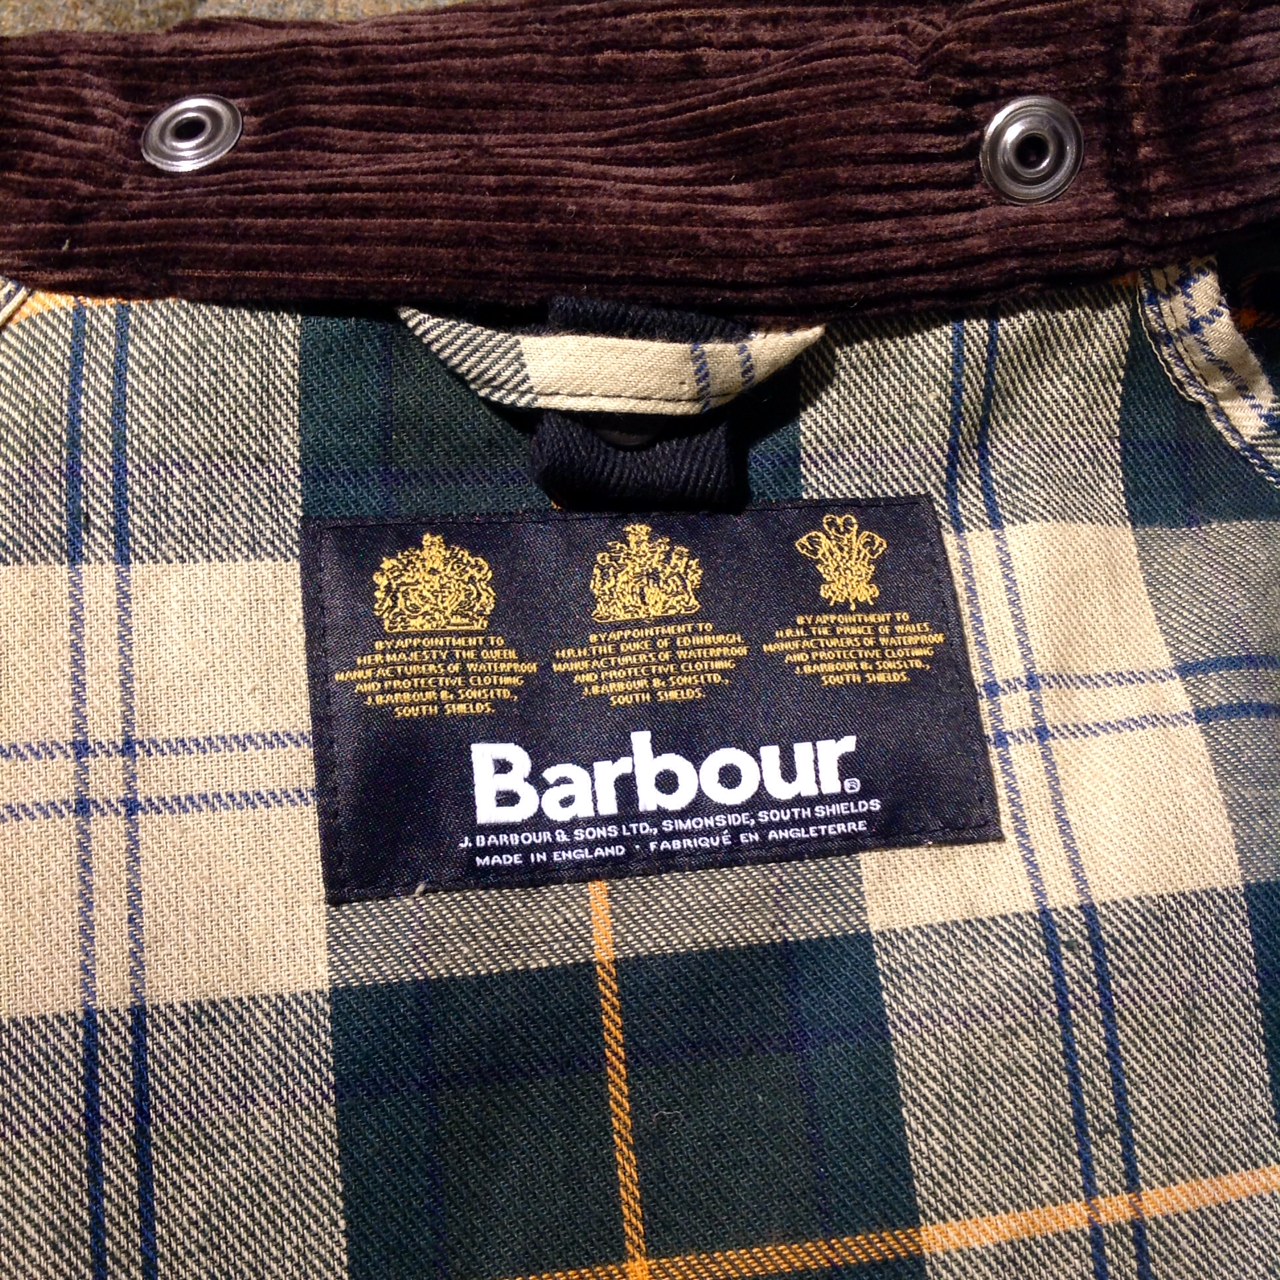 BY APPOINTMENT TO
HER MAJESTY THE QUEEN
MANUFACTURERS OF WATERPROOF
AND PROTECTIVE CLOTHING
J. BARBOUR & SONS LTD.,
SOUTH SHIELDS.
BY APPOINTMENT TO
H.R.H. THE DUKE OF EDINBURGH.
MANUFACTURERS OF WATERPROOF
AND PROTECTIVE CLOTHING
J. BARBOUR & SONS LTD.,
SOUTH SHIELDS.
BY APPOINTMENT TO
H.R.H. THE PRINCE OF WALES
MANUFACTURERS OF WATERPROOF
AND PROTECTIVE CLOTHING
J. BARBOUR & SONS LTD.,
SOUTH SHIELDS.
Barbour®
J. BARBOUR & SONS LTD., SIMONSIDE, SOUTH SHIELDS
MADE IN ENGLAND · FABRIQUÉ EN ANGLETERRE